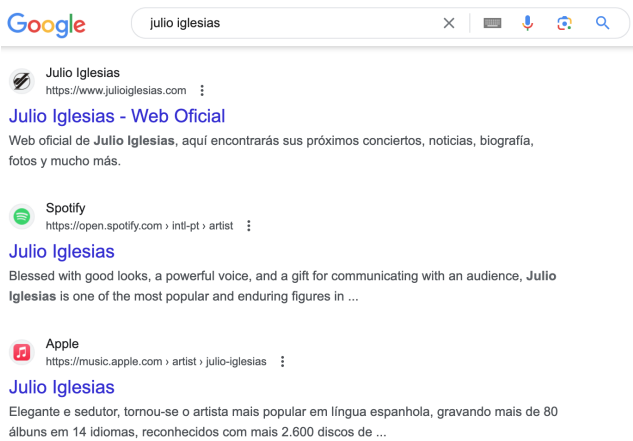 Google
julio iglesias
Julio Iglesias
https://www.julioiglesias.com
Julio Iglesias - Web Oficial
Web oficial de Julio Iglesias, aquí encontrarás sus próximos conciertos, noticias, biografía,
fotos y mucho más.
Spotify
https://open.spotify.com › intl-pt › artist
Julio Iglesias
Blessed with good looks, a powerful voice, and a gift for communicating with an audience, Julio
Iglesias is one of the most popular and enduring figures in ...
Apple
https://music.apple.com › artist › julio-iglesias
Julio Iglesias
Elegante e sedutor, tornou-se o artista mais popular em língua espanhola, gravando mais de 80
álbuns em 14 idiomas, reconhecidos com mais 2.600 discos de ...